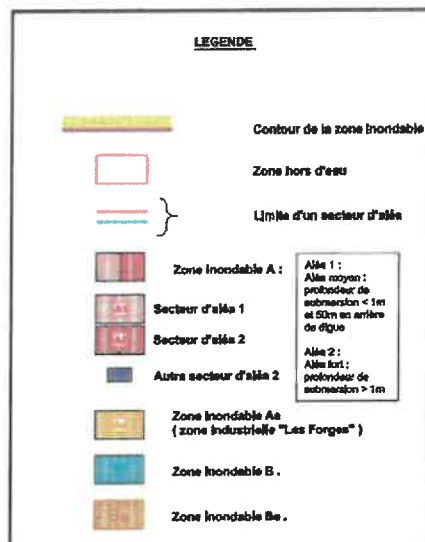 LEGENDE
Contour de la zone inondable
Zone hors d'eau
Limite d'un secteur d'aléa
Zone inondable A :
Secteur d'aléa 1
Secteur d'aléa 2
Autre secteur d'aléa 2
Aléa 1 :
Aléa moyen :
profondeur de
submersion < 1m
et 50m en arrière
de digue
Aléa 2 :
Aléa fort :
profondeur de
submersion > 1m
Zone inondable Ae
( zone industrielle "Les Forges" )
Zone inondable B .
Zone inondable Be .